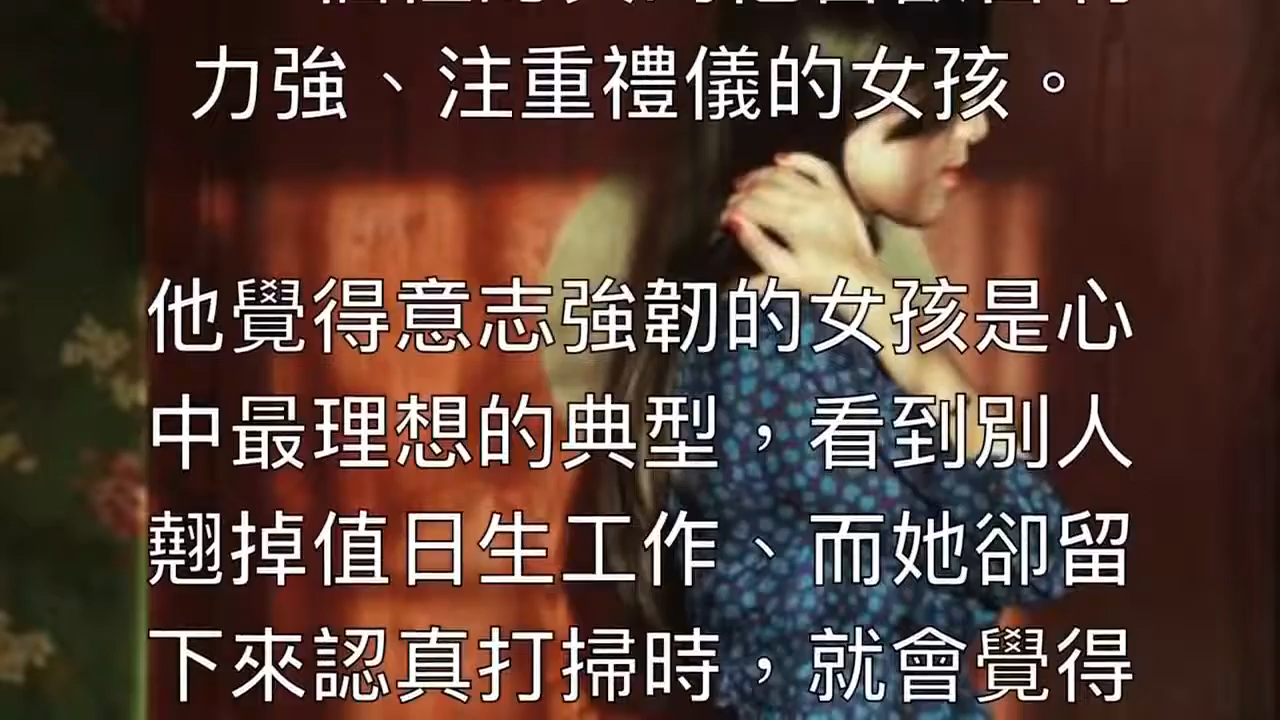 力強、注重禮儀的女孩。
他覺得意志強韌的女孩是心
中最理想的典型，看到別人
翹掉值日生工作、而她卻留
下來認真打掃時，就會覺得